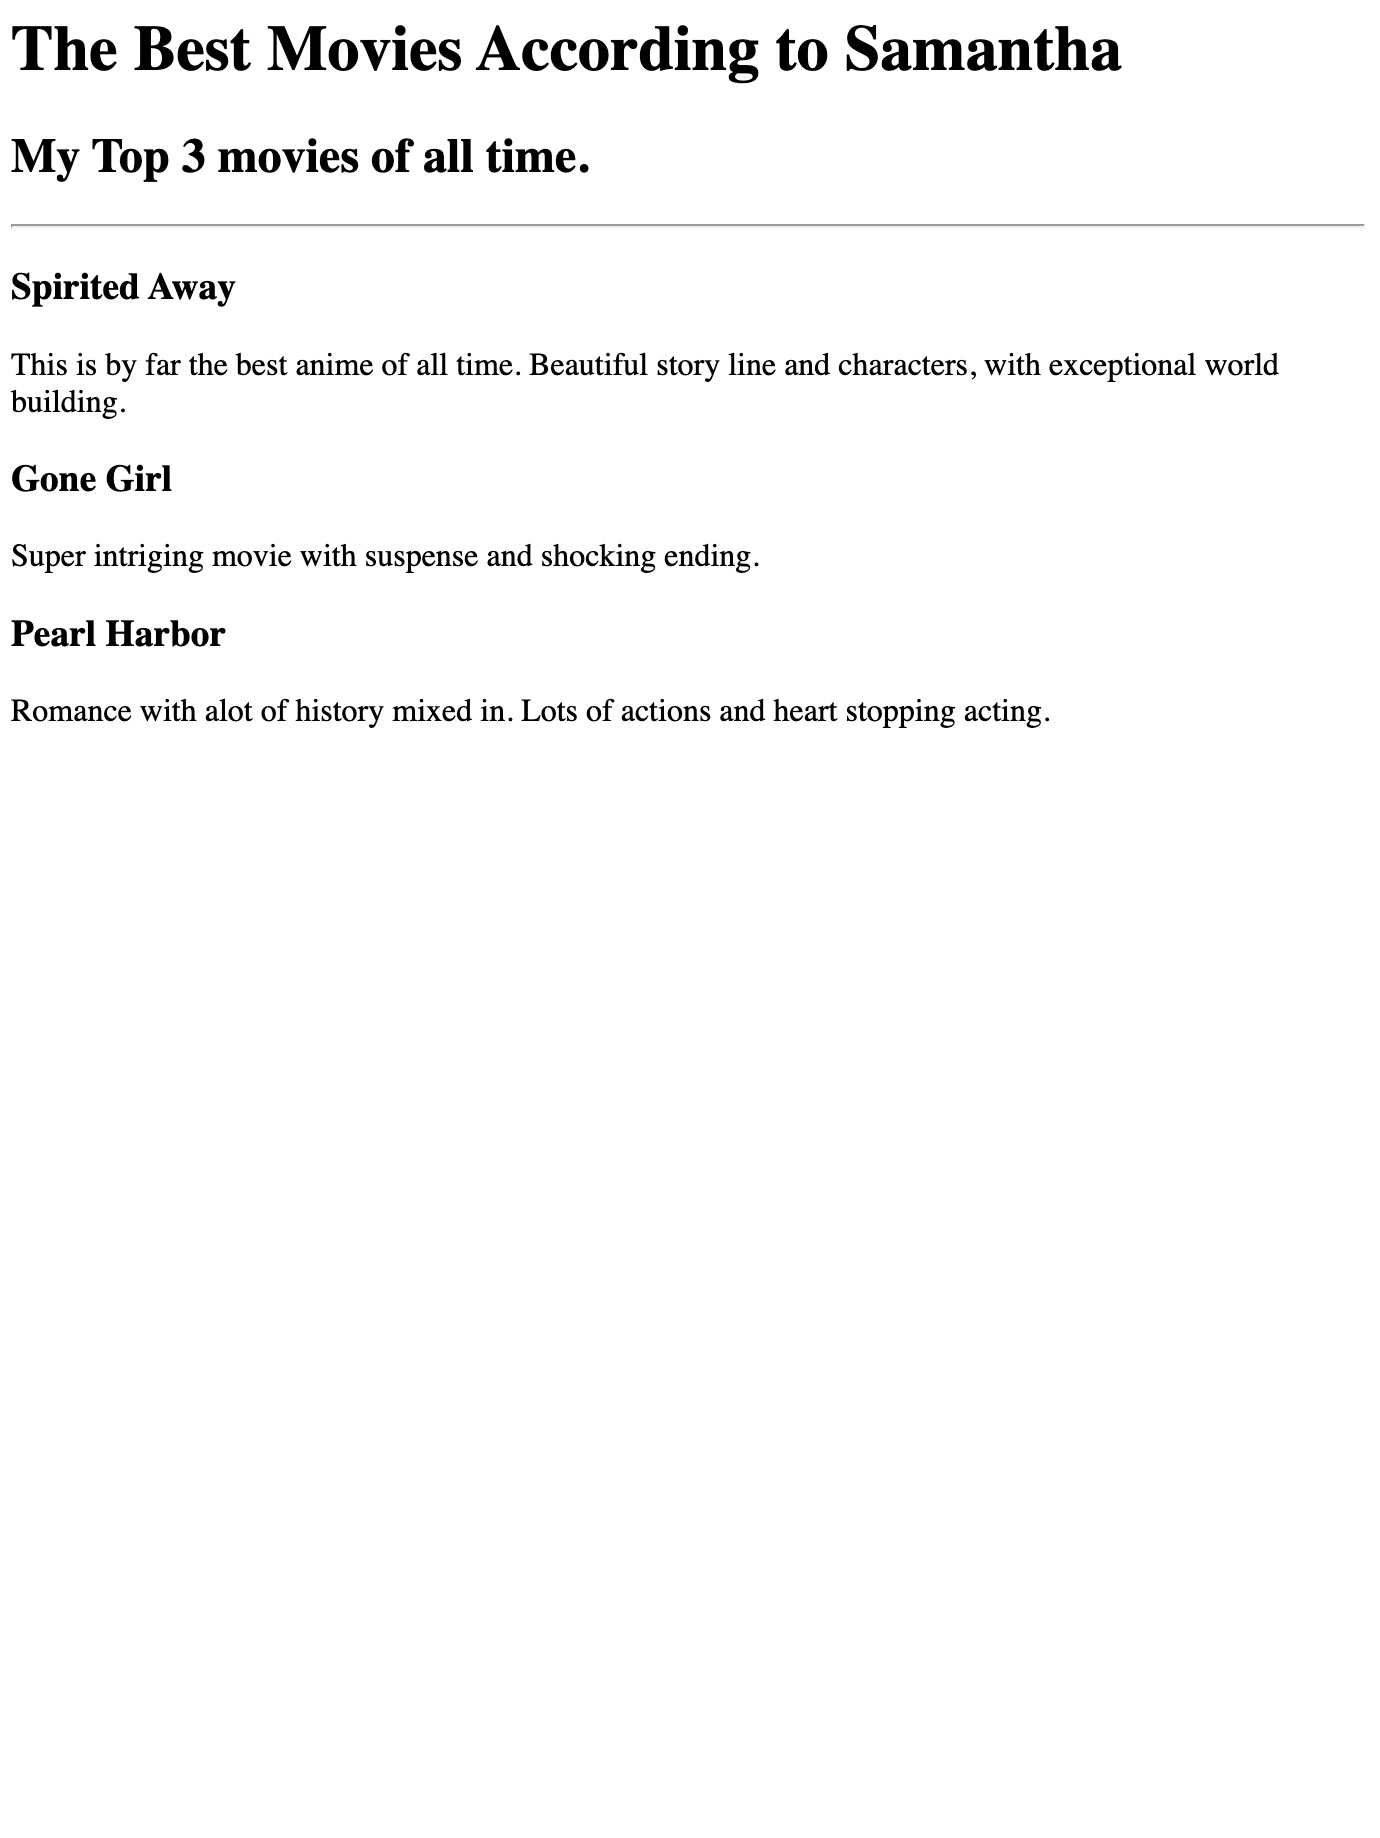 The Best Movies According to Samantha
My Top 3 movies of all time.
Spirited Away
This is by far the best anime of all time. Beautiful story line and characters, with exceptional world
building.
Gone Girl
Super intriging movie with suspense and shocking ending.
Pearl Harbor
Romance with alot of history mixed in. Lots of actions and heart stopping acting.